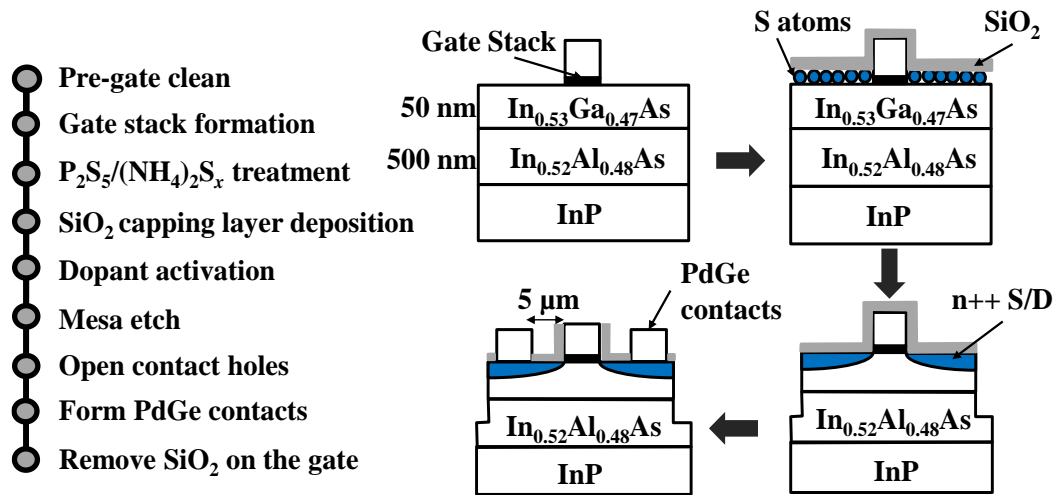 Pre-gate clean
Gate stack formation
P₂S₅/(NH₄)₂Sₓ treatment
SiO₂ capping layer deposition
Dopant activation
Mesa etch
Open contact holes
Form PdGe contacts
Remove SiO₂ on the gate
Gate Stack
50 nm
In₀.₅₃Ga₀.₄₇As
500 nm
In₀.₅₂Al₀.₄₈As
InP
S atoms
SiO₂
In₀.₅₃Ga₀.₄₇As
In₀.₅₂Al₀.₄₈As
InP
5 µm
PdGe
contacts
In₀.₅₂Al₀.₄₈As
InP
n++ S/D
In₀.₅₂Al₀.₄₈As
InP